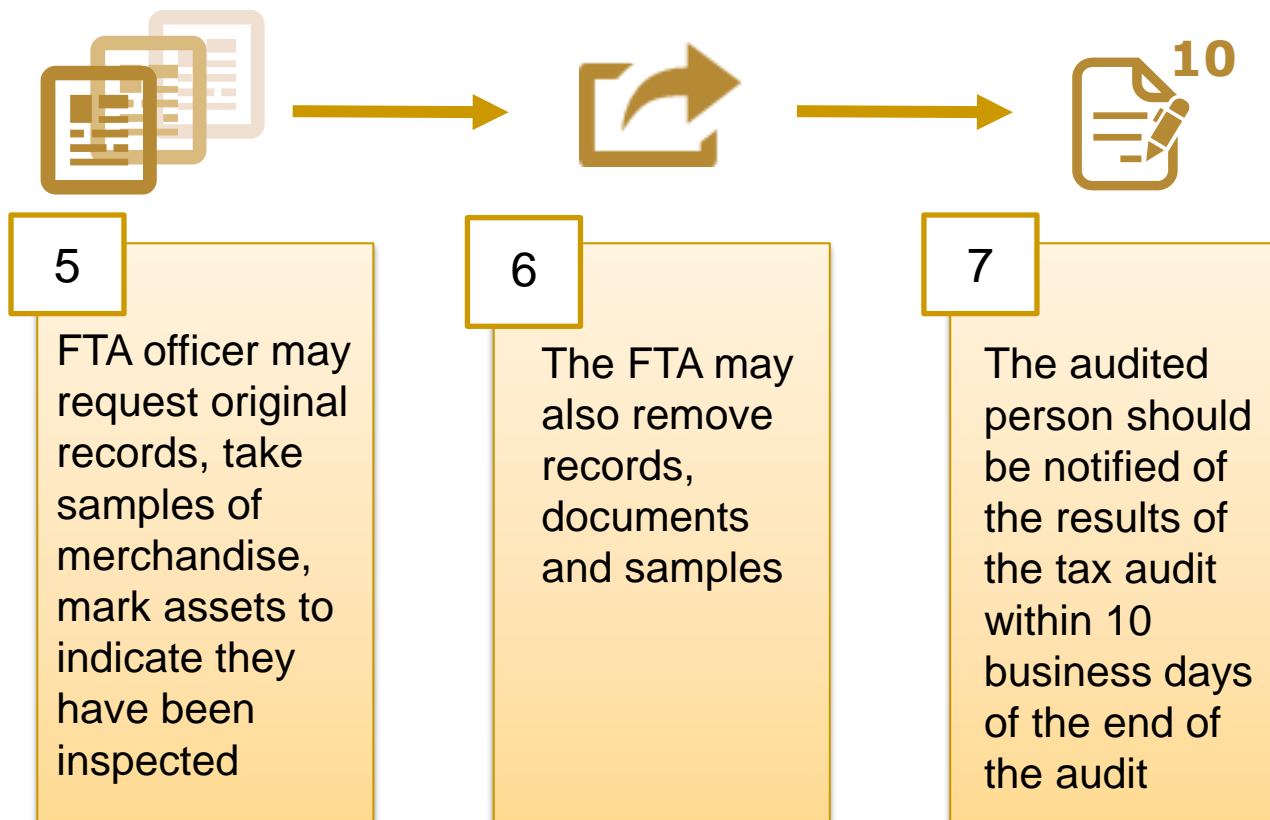 10
5
FTA officer may
request original
records, take
samples of
merchandise,
mark assets to
indicate they
have been
inspected
6
The FTA may
also remove
records,
documents
and samples
7
The audited
person should
be notified of
the results of
the tax audit
within 10
business days
of the end of
the audit